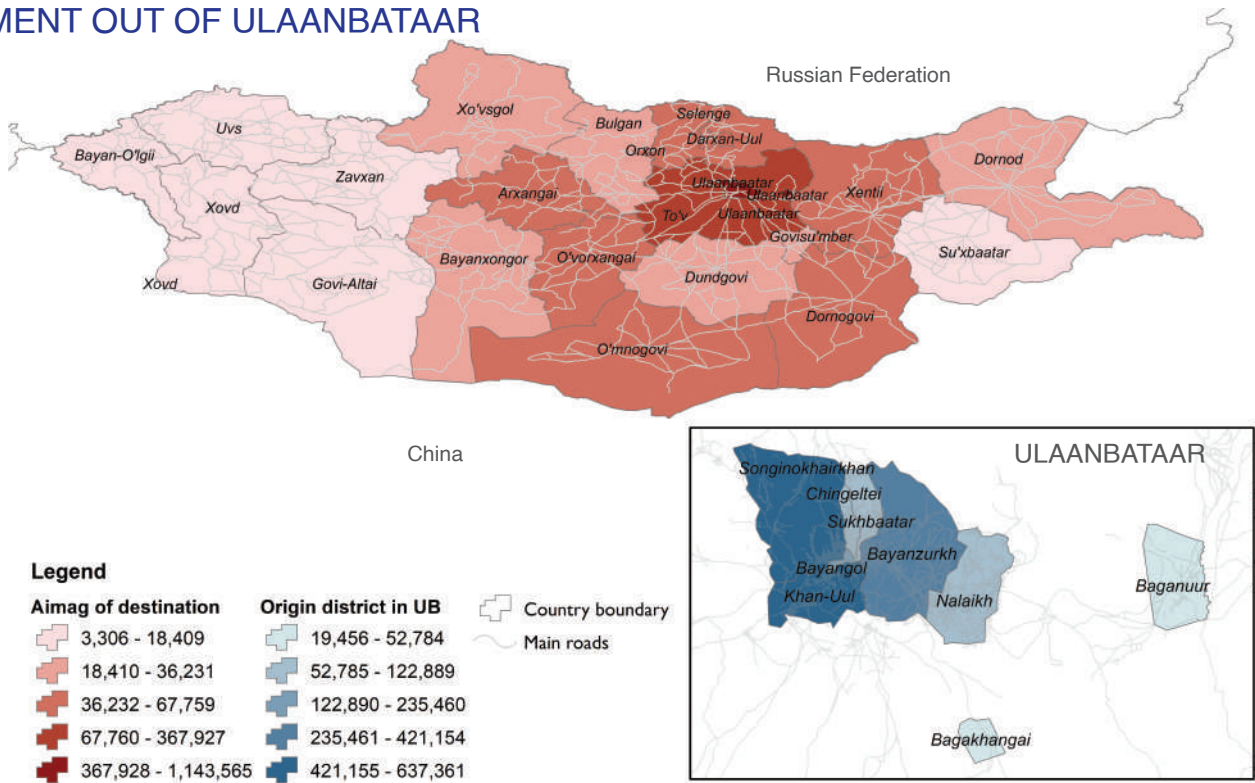 MENT OUT OF ULAANBATAAR
Russian Federation
Xo'vsgol
Bulgan
Selenge
Darxan-Uul
Uvs
Orxon
Bayan-O'lgii
Dornod
Zavxan
Arxangai
Ulaanbaatar
Ulaanbaatar
Xentii
Xovd
To'v
Ulaanbaatar
Govisu'mber
O'vorxangai
Bayanxongor
Su'xbaatar
Dundgovi
Xovd
Govi-Altai
Dornogovi
O'mnogovi
China
ULAANBATAAR
Songinokhairkhan
Chingeltei
Sukhbaatar
Bayanzurkh
Bayangol
Khan-Uul
Nalaikh
Baganuur
Bagakhangai
Legend
Aimag of destination
3,306 - 18,409
18,410 - 36,231
36,232 - 67,759
67,760 - 367,927
367,928 - 1,143,565
Origin district in UB
19,456 - 52,784
52,785 - 122,889
122,890 - 235,460
235,461 - 421,154
421,155 - 637,361
Country boundary
Main roads